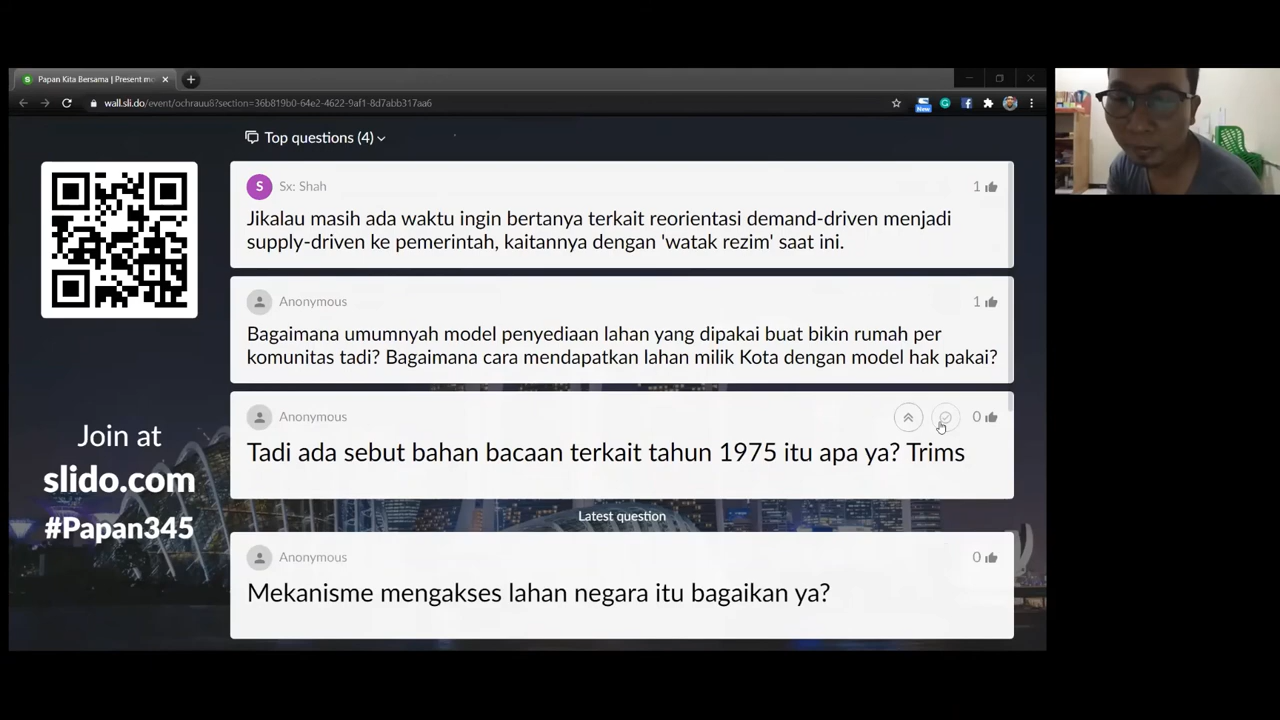 Papan Kita Bersama | Present m
wall.sli.do/event/ochrauu6?section=36b819b0-64e2-4622-9af1-8d7abb317aa6
New
Top questions (4)
S
Sx: Shah
1
Jikalau masih ada waktu ingin bertanya terkait reorientasi demand-driven menjadi
supply-driven ke pemerintah, kaitannya dengan 'watak rezim' saat ini.
Anonymous
1
Bagaimana umumnyah model penyediaan lahan yang dipakai buat bikin rumah per
komunitas tadi? Bagaimana cara mendapatkan lahan milik Kota dengan model hak pakai?
Anonymous
0
Tadi ada sebut bahan bacaan terkait tahun 1975 itu apa ya? Trims
Latest question
Anonymous
0
Mekanisme mengakses lahan negara itu bagaikan ya?
Join at
slido.com
#Papan345